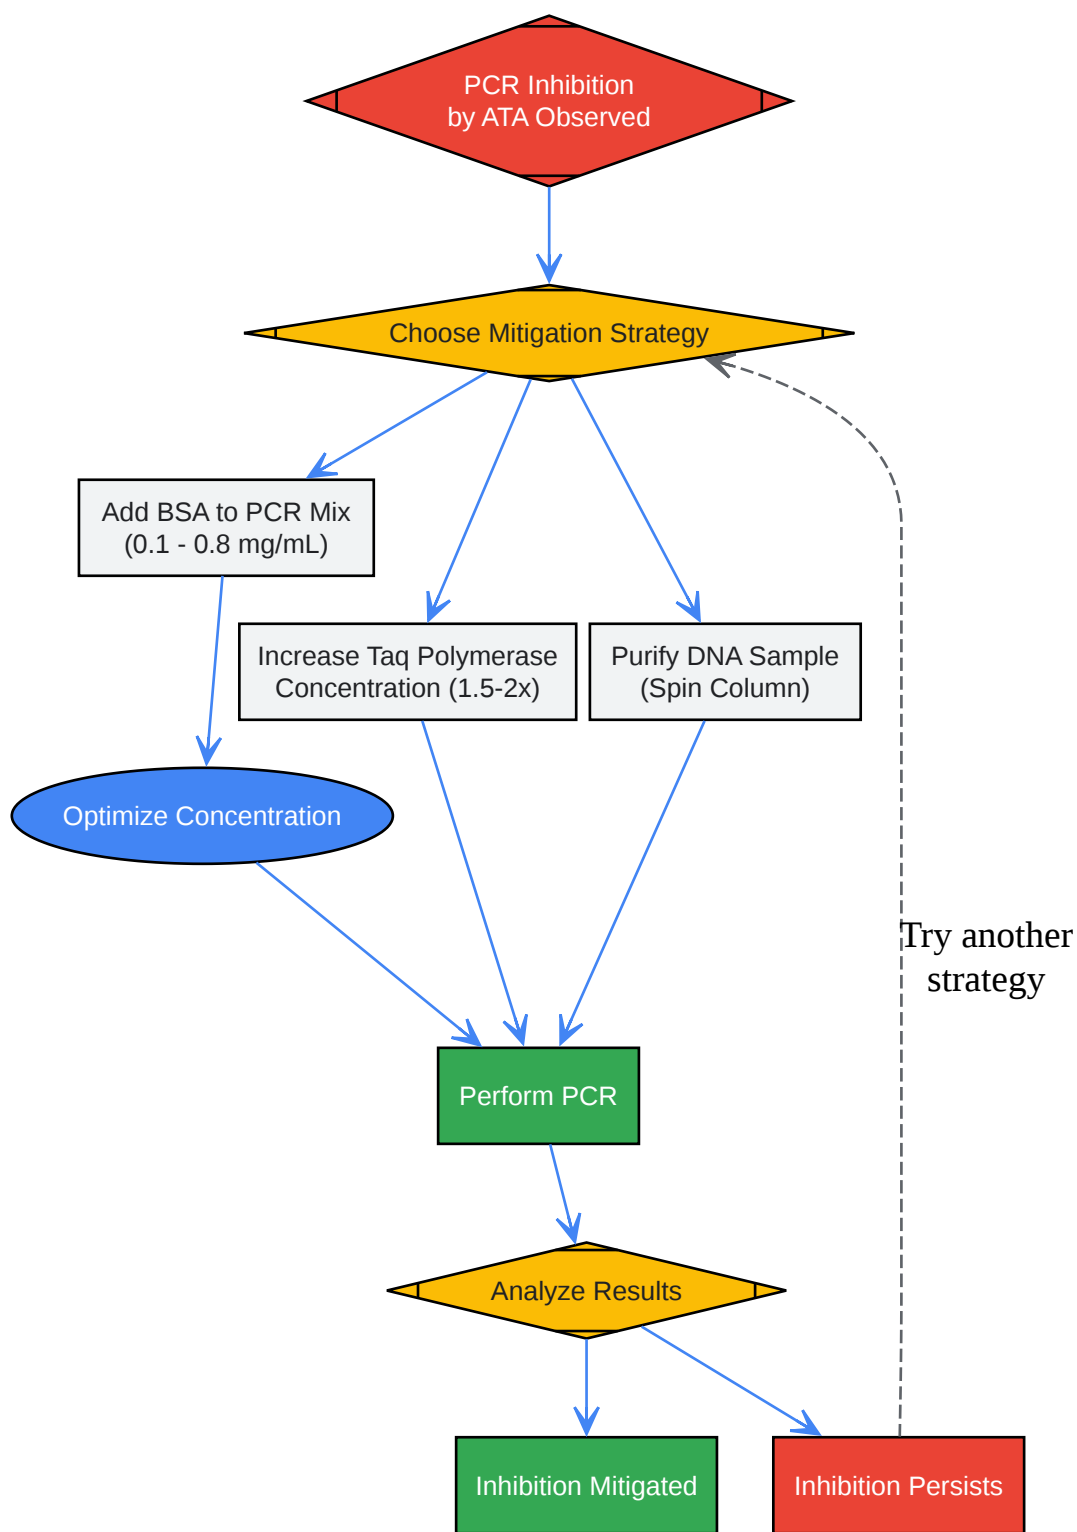 PCR Inhibition
by ATA Observed
Choose Mitigation Strategy
Add BSA to PCR Mix
(0.1 - 0.8 mg/mL)
Increase Taq Polymerase
Concentration (1.5-2x)
Purify DNA Sample
(Spin Column)
Optimize Concentration
Try another
strategy
Perform PCR
Analyze Results
Inhibition Mitigated
Inhibition Persists